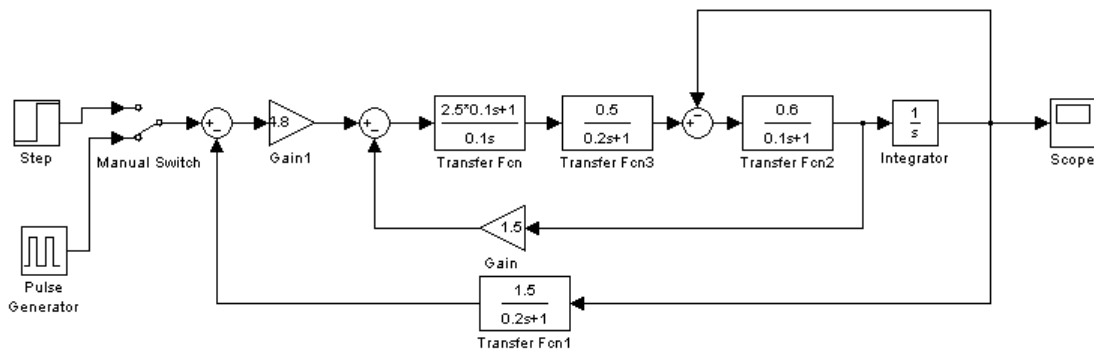 Step
Manual Switch
Pulse
Generator
+
−
4.8
Gain1
+
−
2.5*0.1s+1
0.1s
Transfer Fcn
0.5
0.2s+1
Transfer Fcn3
−
+
0.6
0.1s+1
Transfer Fcn2
1
s
Integrator
Scope
1.5
Gain
1.5
0.2s+1
Transfer Fcn1